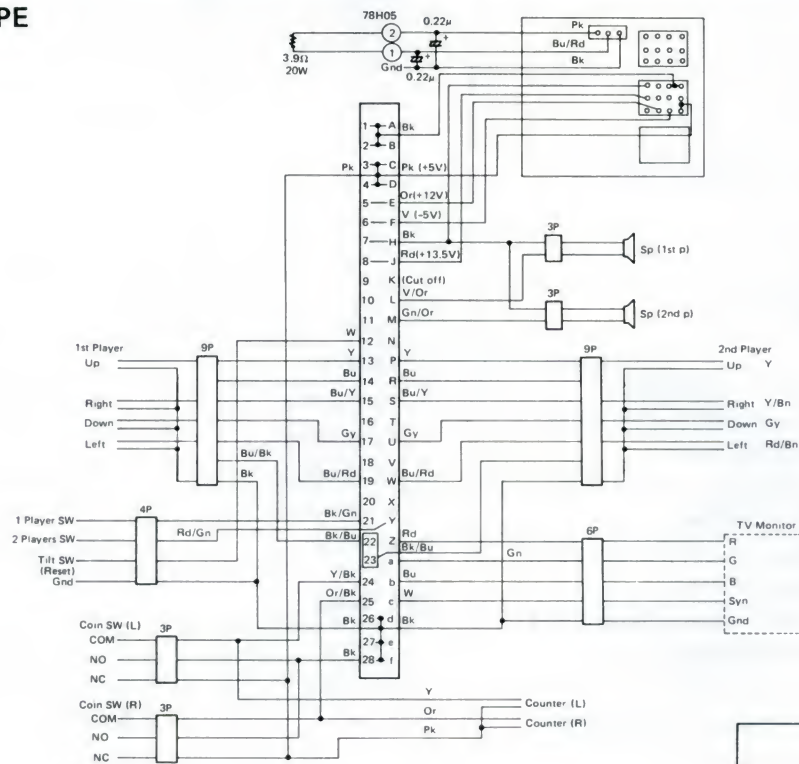 PE
78H05
0.22μ
2
1
+
+
3.9Ω
20W
Gnd
0.22μ
Pk
Bu/Rd
Bk
1 A Bk
2 B
Pk 3 C Pk (+5V)
4 D
5 E Or(+12V)
6 F V (-5V)
7 H Bk
8 J Rd(+13.5V)
9 K (Cut off)
10 L V/Or
11 M Gn/Or
3P
Sp (1st p)
3P
Sp (2nd p)
W 12 N
Y 13 P Y
Bu 14 R Bu
Bu/Y 15 S Bu/Y
16 T
Gy 17 U Gy
18 V
Bu/Rd 19 W Bu/Rd
20 X
Bk/Gn 21 Y
Bk/Bu 22 Z Rd
23 a Bk/Bu
Y/Bk 24 b Bu
Or/Bk 25 c W
Bk 26 d Bk
27 e
Bk 28 f
1st Player
9P
Up
Right
Down
Left
Bu/Bk
Bk
4P
1 Player SW
2 Players SW
Rd/Gn
Tilt SW
(Reset)
Gnd
Coin SW (L)
3P
COM
NO
NC
Coin SW (R)
3P
COM
NO
NC
9P
2nd Player
Up Y
Right Y/Bn
Down Gy
Left Rd/Bn
Gn
6P
TV Monitor
R
G
B
Syn
Gnd
Y
Or
Pk
Counter (L)
Counter (R)